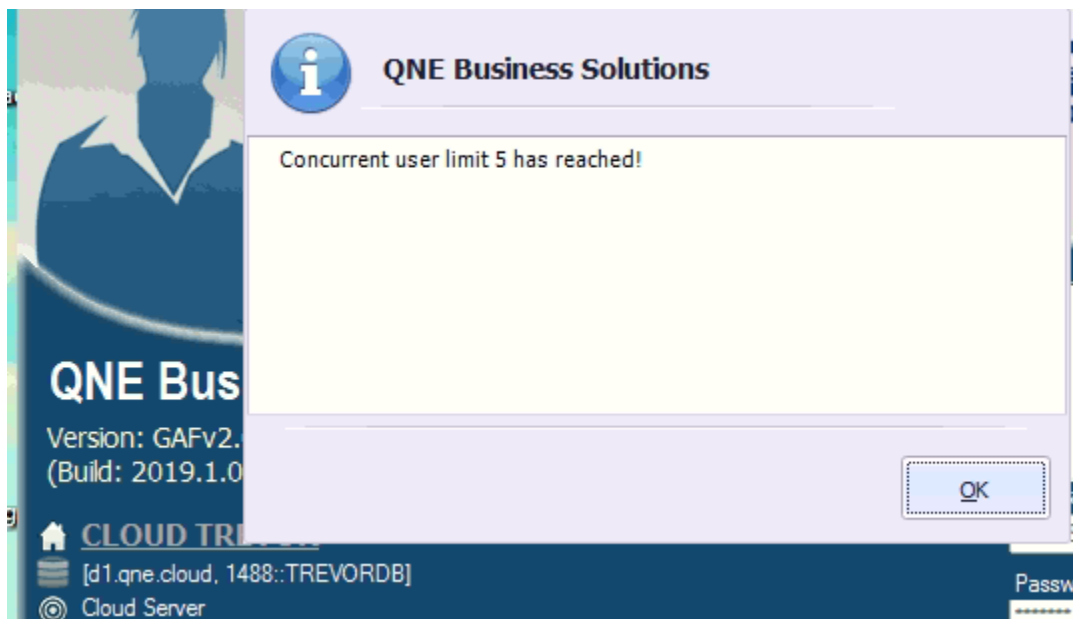 QNE Business Solutions
Concurrent user limit 5 has reached!
OK
QNE Bus
Version: GAFv2.
(Build: 2019.1.0
CLOUD
[d1.qne.cloud, 1488::TREVORDB]
Cloud Server
Passw
*******